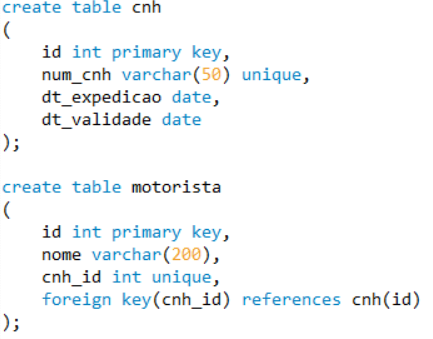 create table cnh
(
    id int primary key,
    num_cnh varchar(50) unique,
    dt_expedicao date,
    dt_validade date
);

create table motorista
(
    id int primary key,
    nome varchar(200),
    cnh_id int unique,
    foreign key(cnh_id) references cnh(id)
);